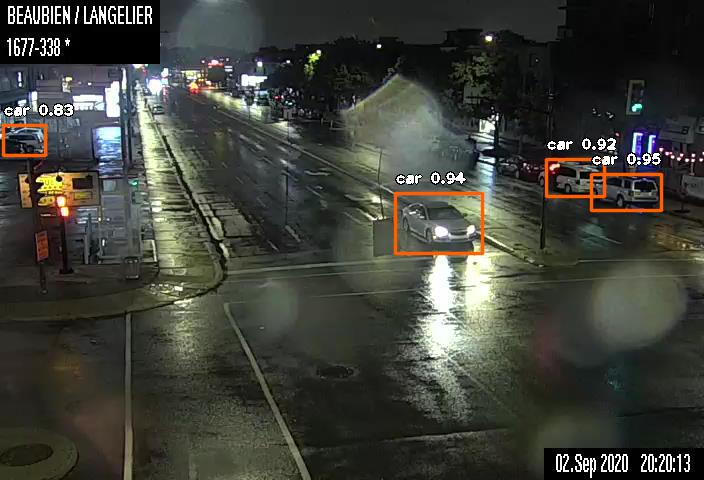 BEAUBIEN / LANGELIER
1677-338 *
car 0.83
car 0.92
car 0.95
car 0.94
02.Sep 2020 20:20:13